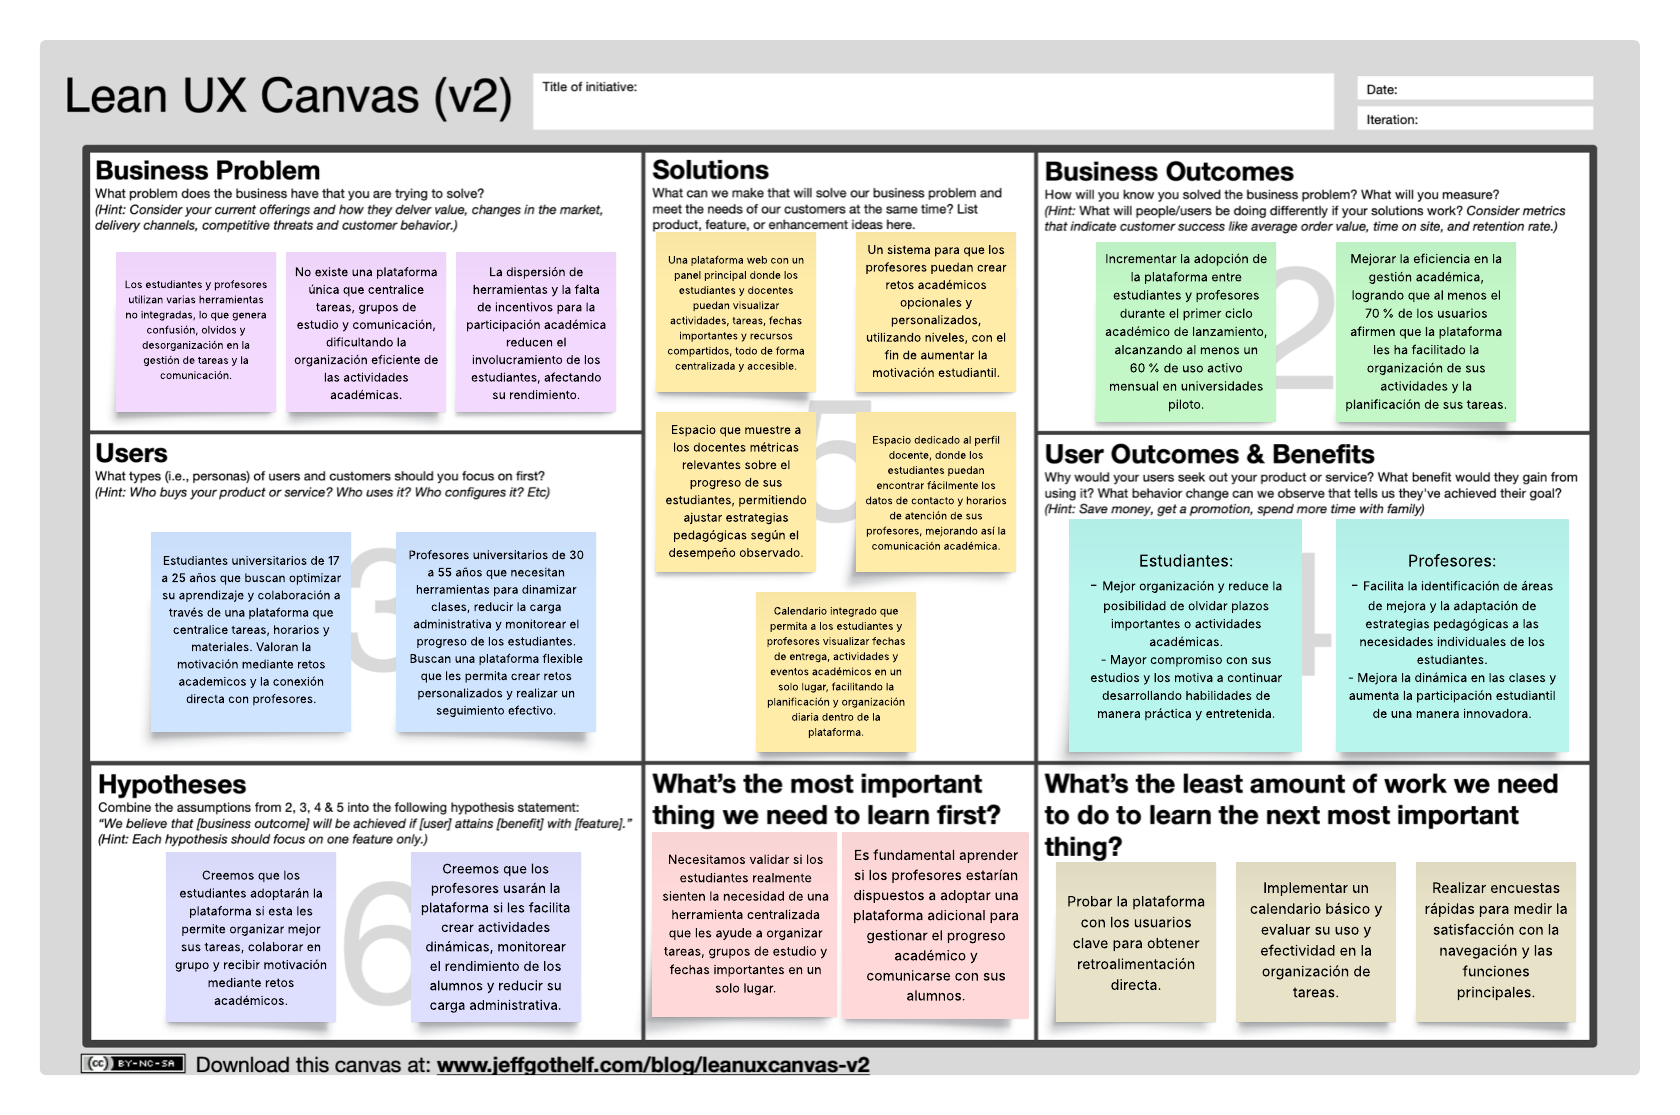 Lean UX Canvas (v2)
Title of initiative:
Date:
Iteration:
Business Problem
What problem does the business have that you are trying to solve?
(Hint: Consider your current offerings and how they delver value, changes in the market,
delivery channels, competitive threats and customer behavior.)
Los estudiantes y profesores
utilizan varias herramientas
no integradas, lo que genera
confusión, olvidos y
desorganización en la
gestión de tareas y la
comunicación.
No existe una plataforma
única que centralice
tareas, grupos de
estudio y comunicación,
dificultando la
organización eficiente de
las actividades
académicas.
La dispersión de
herramientas y la falta
de incentivos para la
participación académica
reducen el
involucramiento de los
estudiantes, afectando
su rendimiento.
Solutions
What can we make that will solve our business problem and
meet the needs of our customers at the same time? List
product, feature, or enhancement ideas here.
Una plataforma web con un
panel principal donde los
estudiantes y docentes
puedan visualizar
actividades, tareas, fechas
importantes y recursos
compartidos, todo de forma
centralizada y accesible.
Un sistema para que los
profesores puedan crear
retos académicos
opcionales y
personalizados,
utilizando niveles, con el
fin de aumentar la
motivación estudiantil.
5
Espacio que muestre a
los docentes métricas
relevantes sobre el
progreso de sus
estudiantes, permitiendo
ajustar estrategias
pedagógicas según el
desempeño observado.
Espacio dedicado al perfil
docente, donde los
estudiantes puedan
encontrar fácilmente los
datos de contacto y horarios
de atención de sus
profesores, mejorando así la
comunicación académica.
Calendario integrado que
permita a los estudiantes y
profesores visualizar fechas
de entrega, actividades y
eventos académicos en un
solo lugar, facilitando la
planificación y organización
diaria dentro de la
plataforma.
Business Outcomes
How will you know you solved the business problem? What will you measure?
(Hint: What will people/users be doing differently if your solutions work? Consider metrics
that indicate customer success like average order value, time on site, and retention rate.)
Incrementar la adopción de
la plataforma entre
estudiantes y profesores
durante el primer ciclo
académico de lanzamiento,
alcanzando al menos un
60 % de uso activo
mensual en universidades
piloto.
2
Mejorar la eficiencia en la
gestión académica,
logrando que al menos el
70 % de los usuarios
afirmen que la plataforma
les ha facilitado la
organización de sus
actividades y la
planificación de sus tareas.
Users
What types (i.e., personas) of users and customers should you focus on first?
(Hint: Who buys your product or service? Who uses it? Who configures it? Etc)
Estudiantes universitarios de 17
a 25 años que buscan optimizar
su aprendizaje y colaboración a
través de una plataforma que
centralice tareas, horarios y
materiales. Valoran la
motivación mediante retos
academicos y la conexión
directa con profesores.
3
Profesores universitarios de 30
a 55 años que necesitan
herramientas para dinamizar
clases, reducir la carga
administrativa y monitorear el
progreso de los estudiantes.
Buscan una plataforma flexible
que les permita crear retos
personalizados y realizar un
seguimiento efectivo.
User Outcomes & Benefits
Why would your users seek out your product or service? What benefit would they gain from
using it? What behavior change can we observe that tells us they've achieved their goal?
(Hint: Save money, get a promotion, spend more time with family)
Estudiantes:
- Mejor organización y reduce la
posibilidad de olvidar plazos
importantes o actividades
académicas.
- Mayor compromiso con sus
estudios y los motiva a continuar
desarrollando habilidades de
manera práctica y entretenida.
4
Profesores:
- Facilita la identificación de áreas
de mejora y la adaptación de
estrategias pedagógicas a las
necesidades individuales de los
estudiantes.
- Mejora la dinámica en las clases y
aumenta la participación estudiantil
de una manera innovadora.
Hypotheses
Combine the assumptions from 2, 3, 4 & 5 into the following hypothesis statement:
“We believe that [business outcome] will be achieved if [user] attains [benefit] with [feature].”
(Hint: Each hypothesis should focus on one feature only.)
Creemos que los
estudiantes adoptarán la
plataforma si esta les
permite organizar mejor
sus tareas, colaborar en
grupo y recibir motivación
mediante retos
académicos.
6
Creemos que los
profesores usarán la
plataforma si les facilita
crear actividades
dinámicas, monitorear
el rendimiento de los
alumnos y reducir su
carga administrativa.
What's the most important
thing we need to learn first?
Necesitamos validar si los
estudiantes realmente
sienten la necesidad de una
herramienta centralizada
que les ayude a organizar
tareas, grupos de estudio y
fechas importantes en un
solo lugar.
Es fundamental aprender
si los profesores estarían
dispuestos a adoptar una
plataforma adicional para
gestionar el progreso
académico y
comunicarse con sus
alumnos.
What's the least amount of work we need
to do to learn the next most important
thing?
Probar la plataforma
con los usuarios
clave para obtener
retroalimentación
directa.
Implementar un
calendario básico y
evaluar su uso y
efectividad en la
organización de
tareas.
Realizar encuestas
rápidas para medir la
satisfacción con la
navegación y las
funciones
principales.
(cc) BY-NC-SA
Download this canvas at: www.jeffgothelf.com/blog/leanuxcanvas-v2